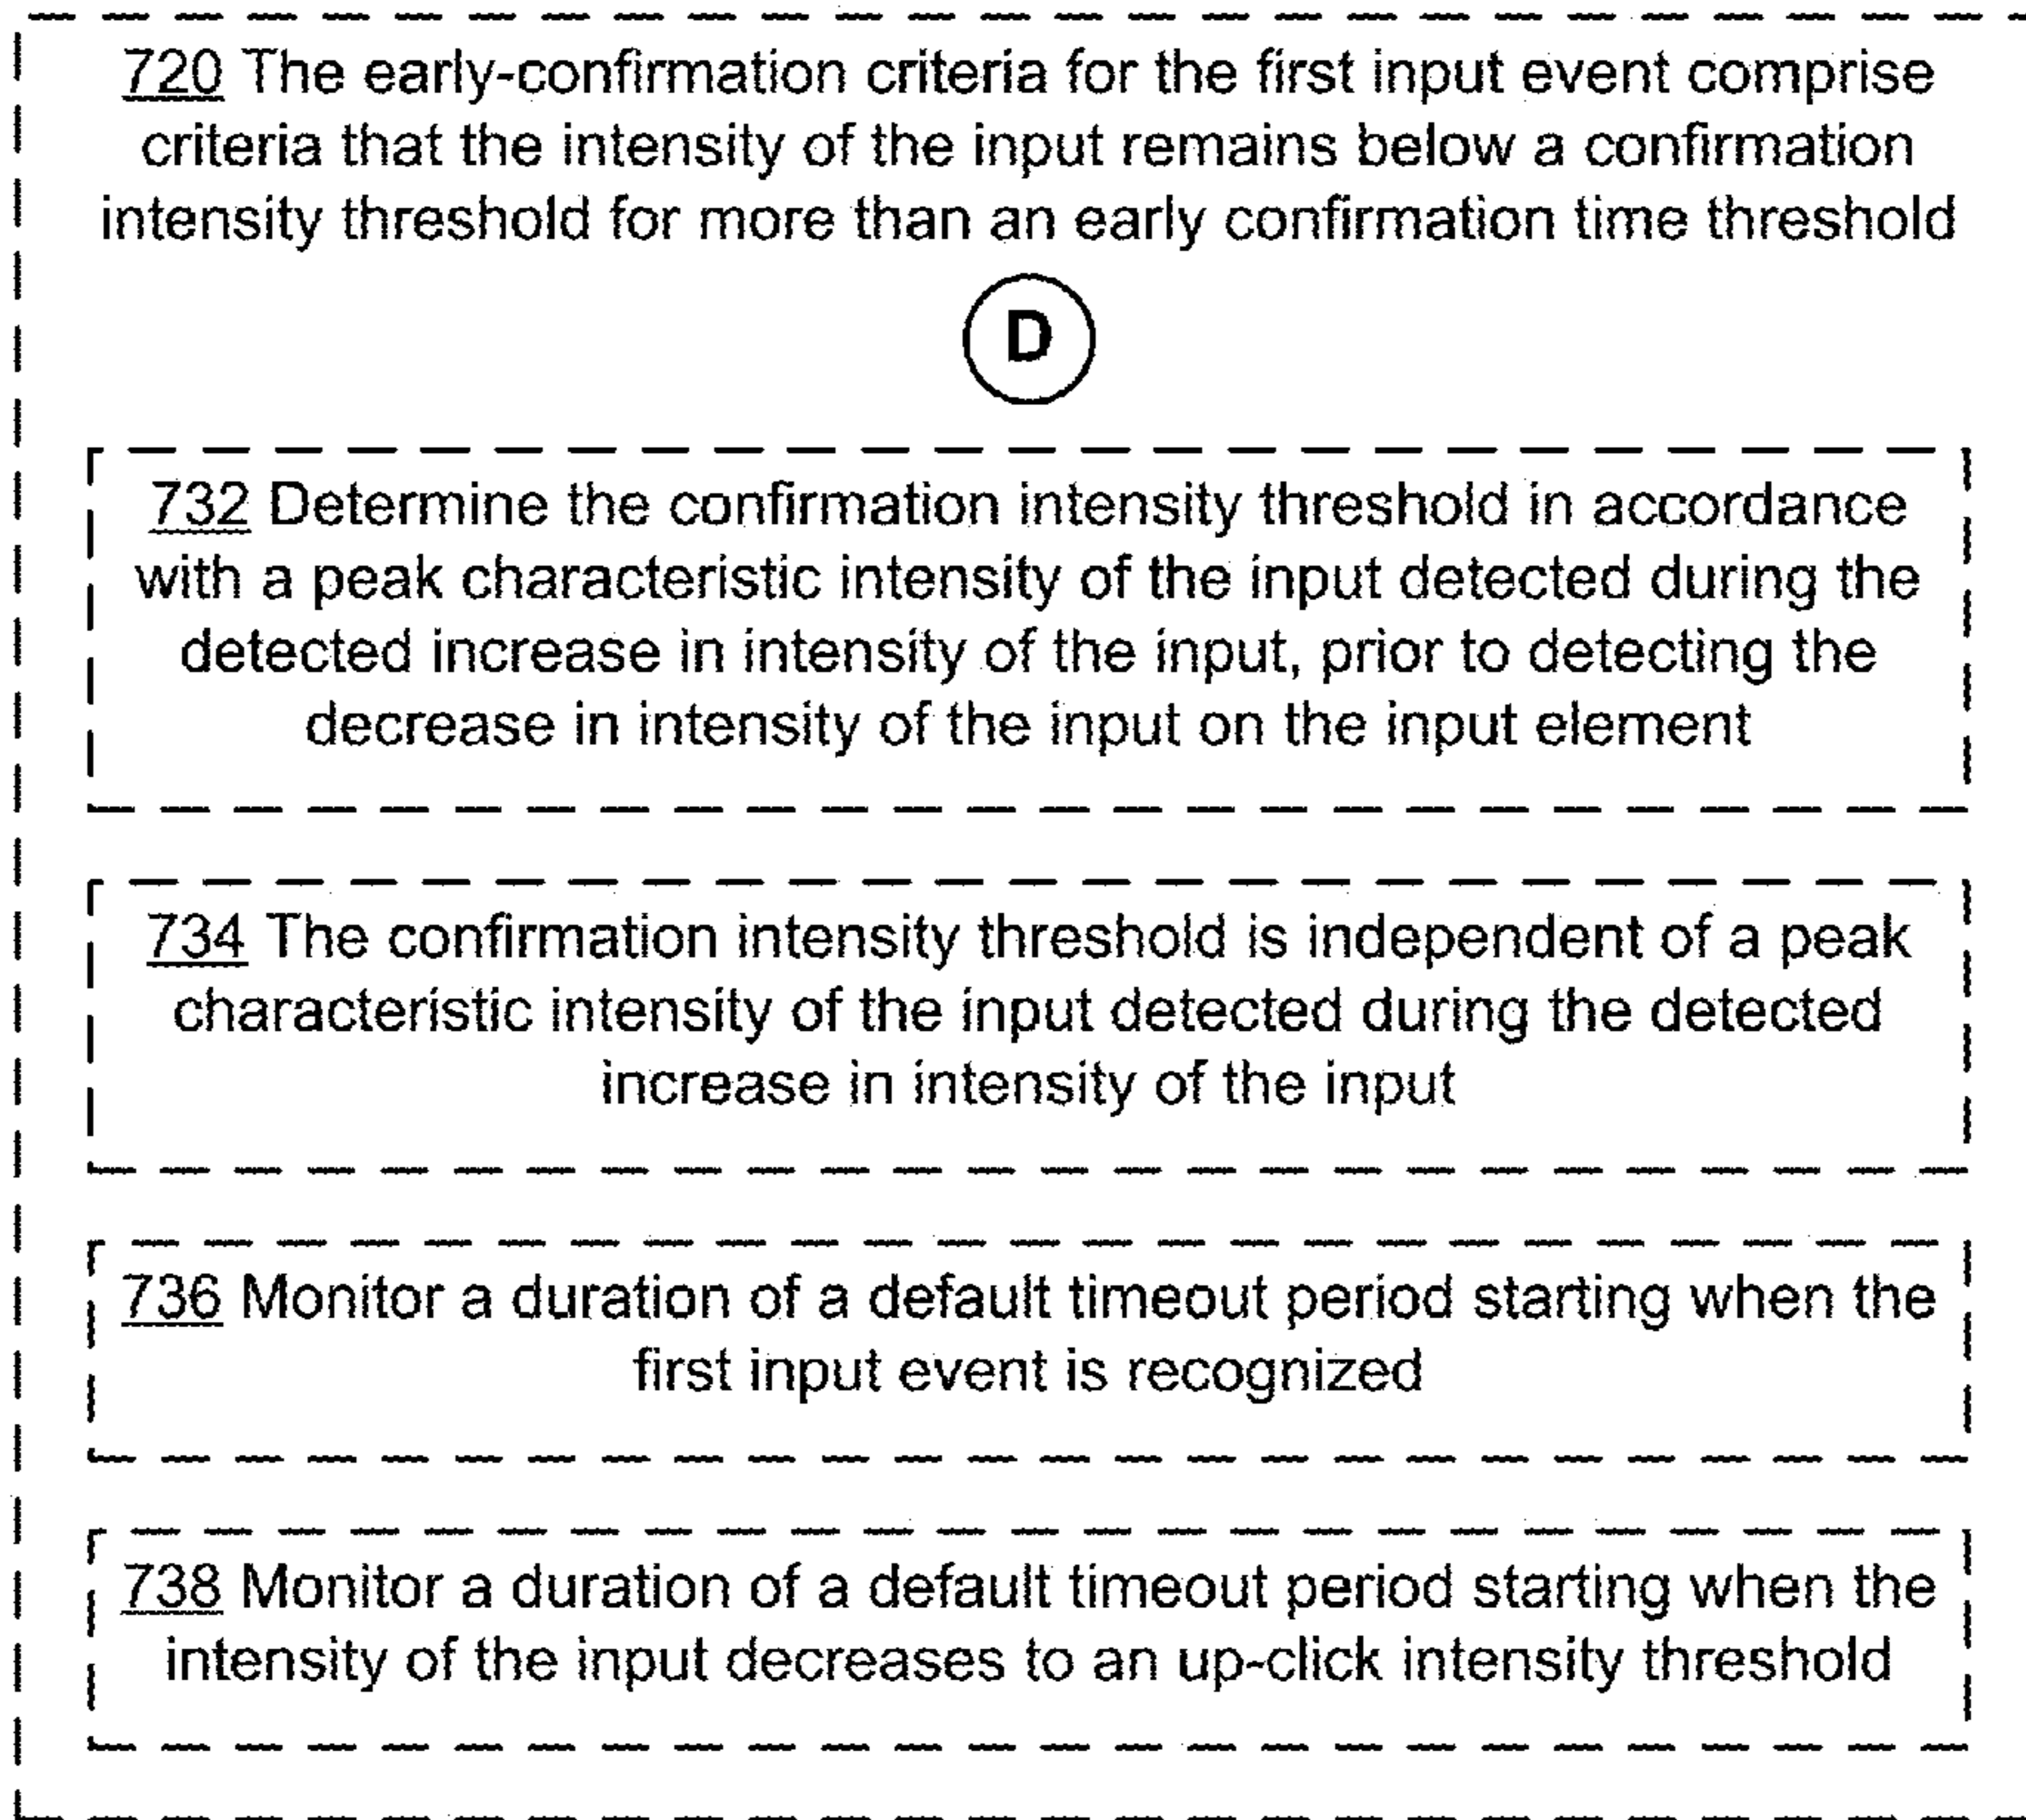 720 The early-confirmation criteria for the first input event comprise
criteria that the intensity of the input remains below a confirmation
intensity threshold for more than an early confirmation time threshold
D
732 Determine the confirmation intensity threshold in accordance
with a peak characteristic intensity of the input detected during the
detected increase in intensity of the input, prior to detecting the
decrease in intensity of the input on the input element
734 The confirmation intensity threshold is independent of a peak
characteristic intensity of the input detected during the detected
increase in intensity of the input
736 Monitor a duration of a default timeout period starting when the
first input event is recognized
738 Monitor a duration of a default timeout period starting when the
intensity of the input decreases to an up-click intensity threshold